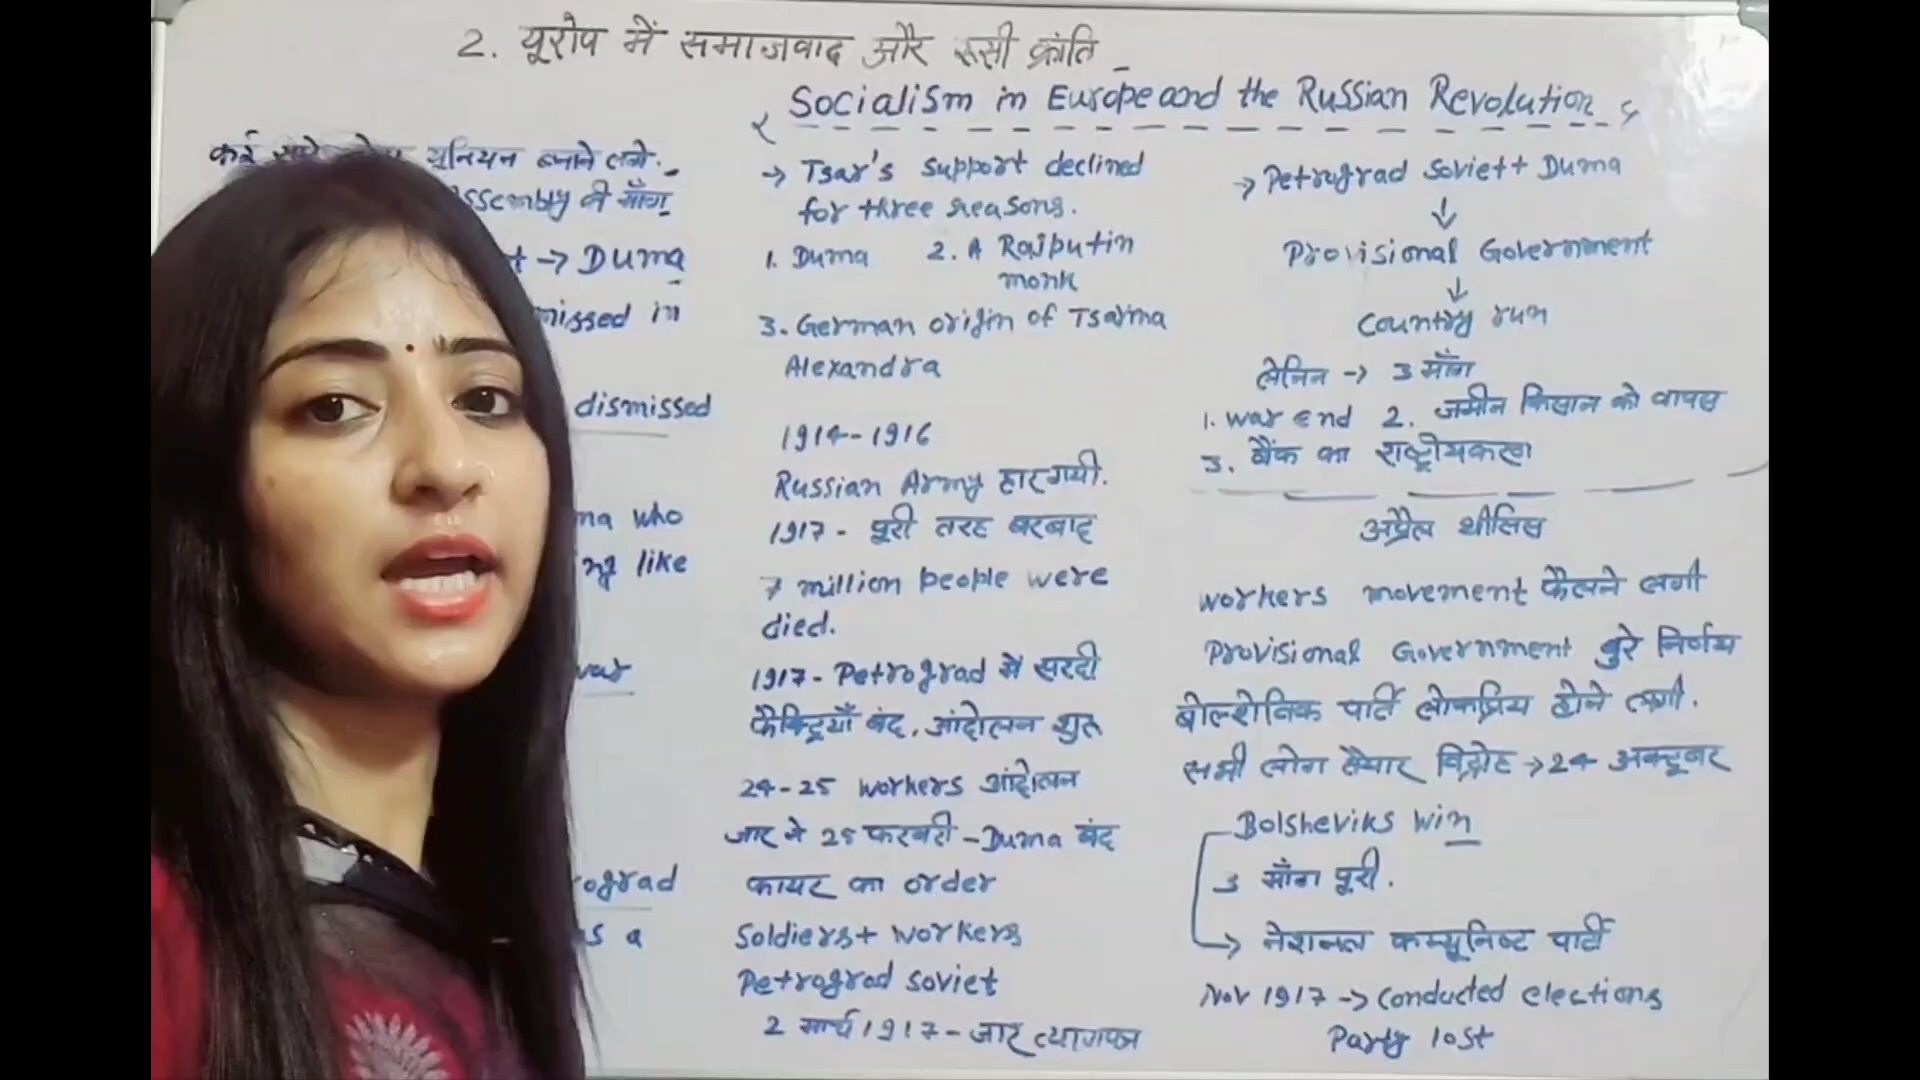 2. यूरोप में समाजवाद और रूसी क्रांति
Socialism in Europe and the Russian Revolution
यूनियन बनाने लगे.
Assembly की माँग
→ Duma
missed in
dismissed
who
like
war
ograd
s a
→ Tsar's support declined
for three reasons.
1. Duma 2. A Rajputin
monk
3. German origin of Tsarina
Alexandra
1914-1916
Russian Army हार गयी.
1917 - पूरी तरह बरबाद
7 million people were
died.
1917 - Petrograd में सरदी
फैक्ट्रियाँ बंद, आंदोलन शुरू
24-25 workers आंदोलन
जार ने 25 फरवरी - Duma बंद
फायर का order
Soldiers + workers
Petrograd soviet
2 मार्च 1917 - जार त्यागपत्र
→ Petrograd soviet + Duma
↓
Provisional Government
↓
Country run
लेनिन → 3 माँग
1. war end 2. जमीन किसान को वापस
3. बैंक का राष्ट्रीयकरण
अप्रैल थीसिस
workers movement फैलने लगी
Provisional Government बुरे निर्णय
बोल्शेविक पार्टी लोकप्रिय होने लगी.
सभी लोग तैयार विद्रोह → 24 अक्टूबर
Bolsheviks win
3 माँग पूरी.
→ नेशनल कम्यूनिस्ट पार्टी
Nov 1917 → conducted elections
Party lost